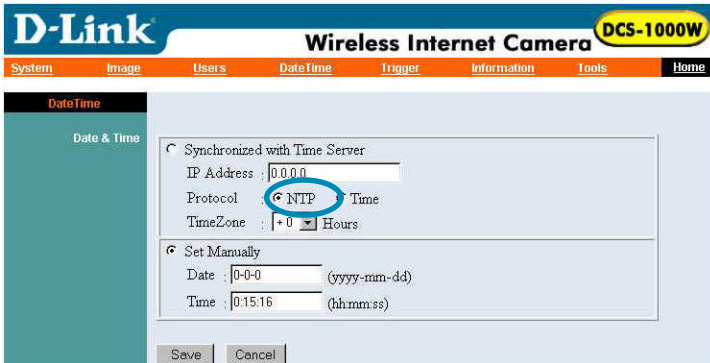 D-Link
Wireless Internet Camera DCS-1000W
System Image Users DateTime Trigger Information Tools Home
DateTime
Date & Time
Synchronized with Time Server
IP Address : 0.0.0.0
Protocol : NTP Time
TimeZone : + 0 Hours
Set Manually
Date : 0-0-0 (yyyy-mm-dd)
Time : 0:15:16 (hh:mm:ss)
Save Cancel